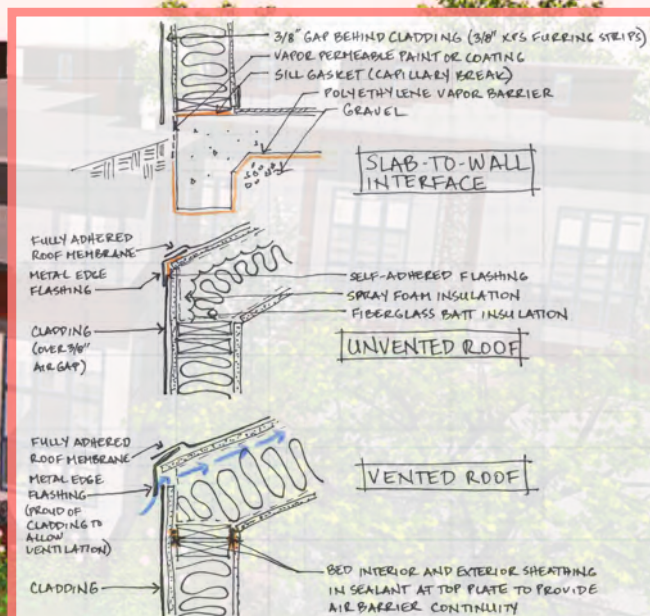 3/8" GAP BEHIND CLADDING (3/8" XPS FURRING STRIPS)
VAPOR PERMEABLE PAINT OR COATING
SILL GASKET (CAPILLARY BREAK)
POLYETHYLENE VAPOR BARRIER
GRAVEL
SLAB-TO-WALL
INTERFACE
FULLY ADHERED
ROOF MEMBRANE
METAL EDGE
FLASHING
CLADDING
(OVER 3/8"
AIR GAP)
SELF-ADHERED FLASHING
SPRAY FOAM INSULATION
FIBERGLASS BATT INSULATION
UNVENTED ROOF
FULLY ADHERED
ROOF MEMBRANE
METAL EDGE
FLASHING
(PROUD OF
CLADDING TO
ALLOW
VENTILATION)
CLADDING
VENTED ROOF
BED INTERIOR AND EXTERIOR SHEATHING
IN SEALANT AT TOP PLATE TO PROVIDE
AIR BARRIER CONTINUITY